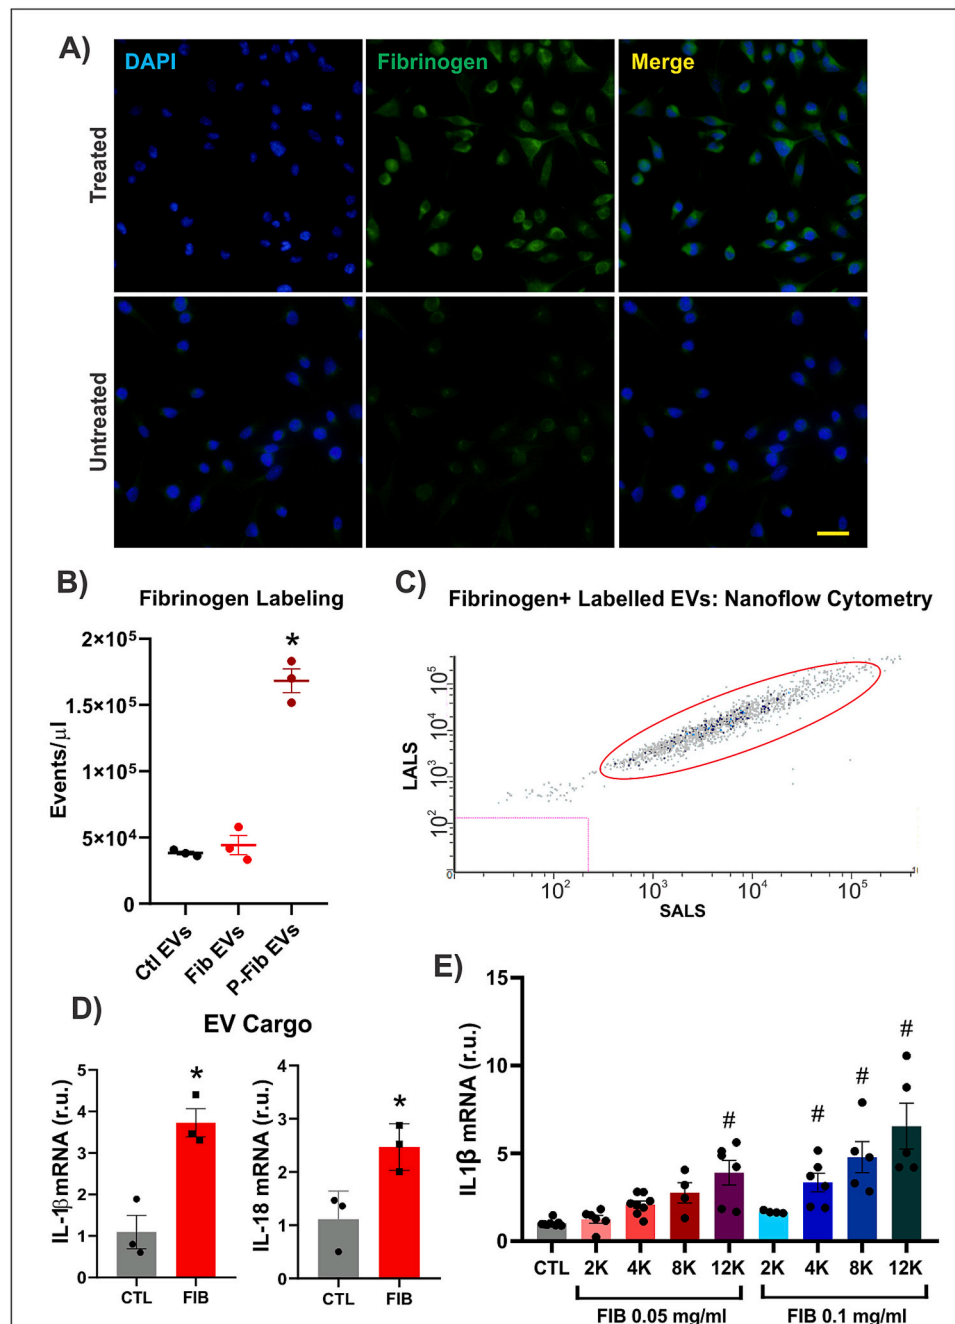 A)
DAPI
Fibrinogen
Merge
Treated
Untreated
B)
Fibrinogen Labeling
2×10⁵
1.5×10⁵
1×10⁵
5×10⁴
0
Events/μl
*
Ctl EVs
Fib EVs
P-Fib EVs
C)
Fibrinogen+ Labelled EVs: Nanoflow Cytometry
LALS
10⁵
10⁴
10³
10²
0
10² 10³ 10⁴ 10⁵
SALS
D)
EV Cargo
IL-1β mRNA (r.u.)
5
4
3
2
1
0
*
CTL FIB
IL-18 mRNA (r.u.)
4
3
2
1
0
*
CTL FIB
E)
IL1β mRNA (r.u.)
15
10
5
0
# # # #
CTL 2K 4K 8K 12K 2K 4K 8K 12K
FIB 0.05 mg/ml FIB 0.1 mg/ml